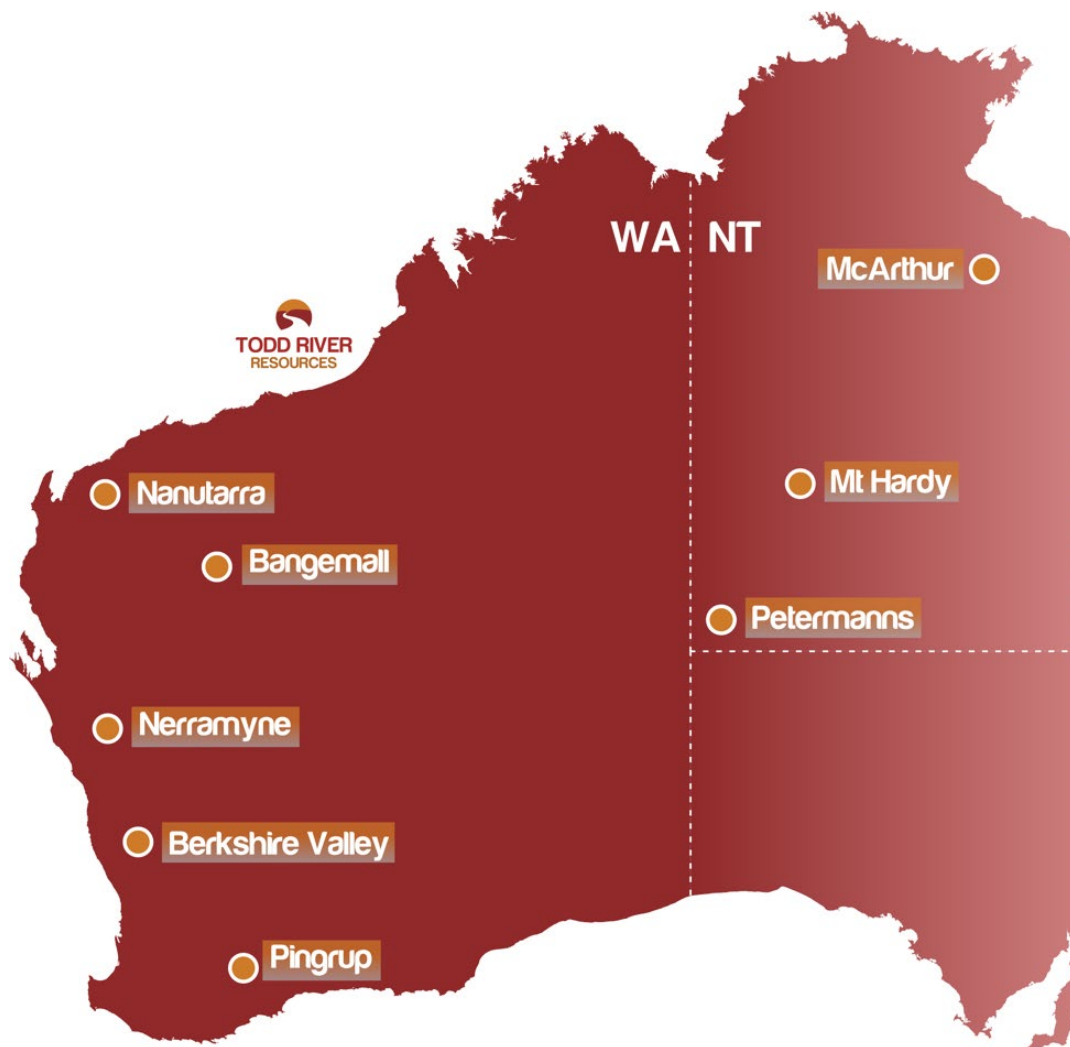 WA NT
McArthur
TODD RIVER
RESOURCES
Nanutarra
Mt Hardy
Bangemall
Petermanns
Nerramyne
Berkshire Valley
Pingrup